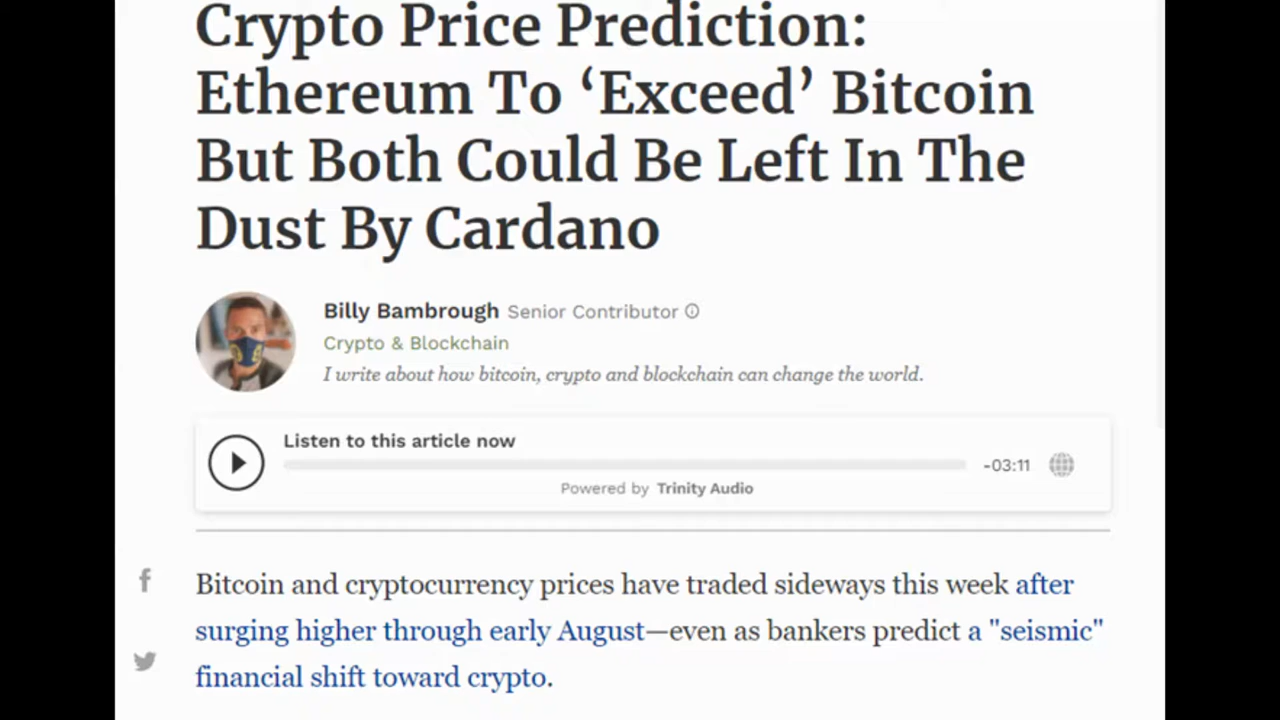 Crypto Price Prediction:
Ethereum To ‘Exceed’ Bitcoin
But Both Could Be Left In The
Dust By Cardano
Billy Bambrough Senior Contributor
Crypto & Blockchain
I write about how bitcoin, crypto and blockchain can change the world.
Listen to this article now
-03:11
Powered by Trinity Audio
Bitcoin and cryptocurrency prices have traded sideways this week after
surging higher through early August—even as bankers predict a "seismic"
financial shift toward crypto.